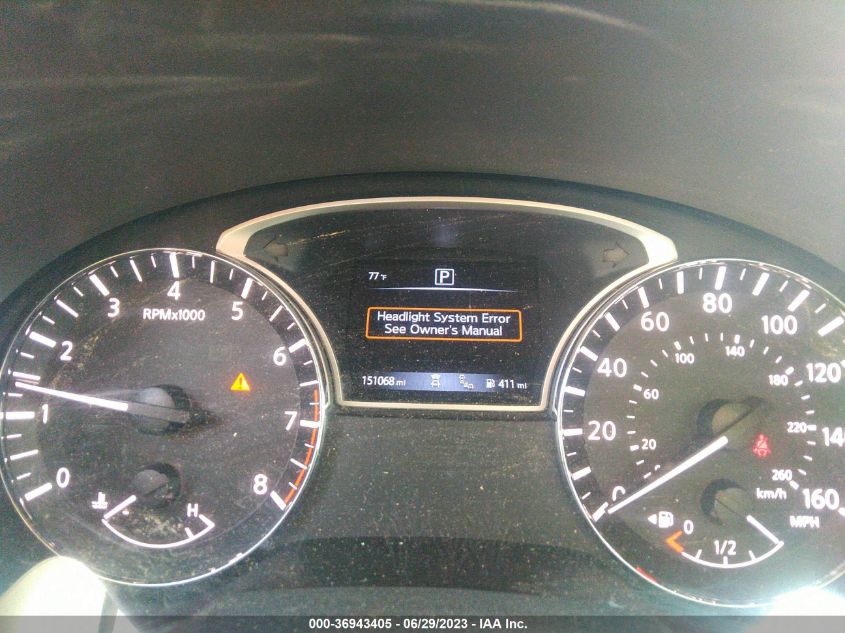 0
1
2
3
4
5
6
7
8
RPMx1000
H
77°F
P
Headlight System Error
See Owner's Manual
151068 mi
411 mi
0
20
40
60
80
100
120
140
160
MPH
20
60
100
140
180
220
260
km/h
0
1/2
000-36943405 / 06/29/2023 - IAA Inc.